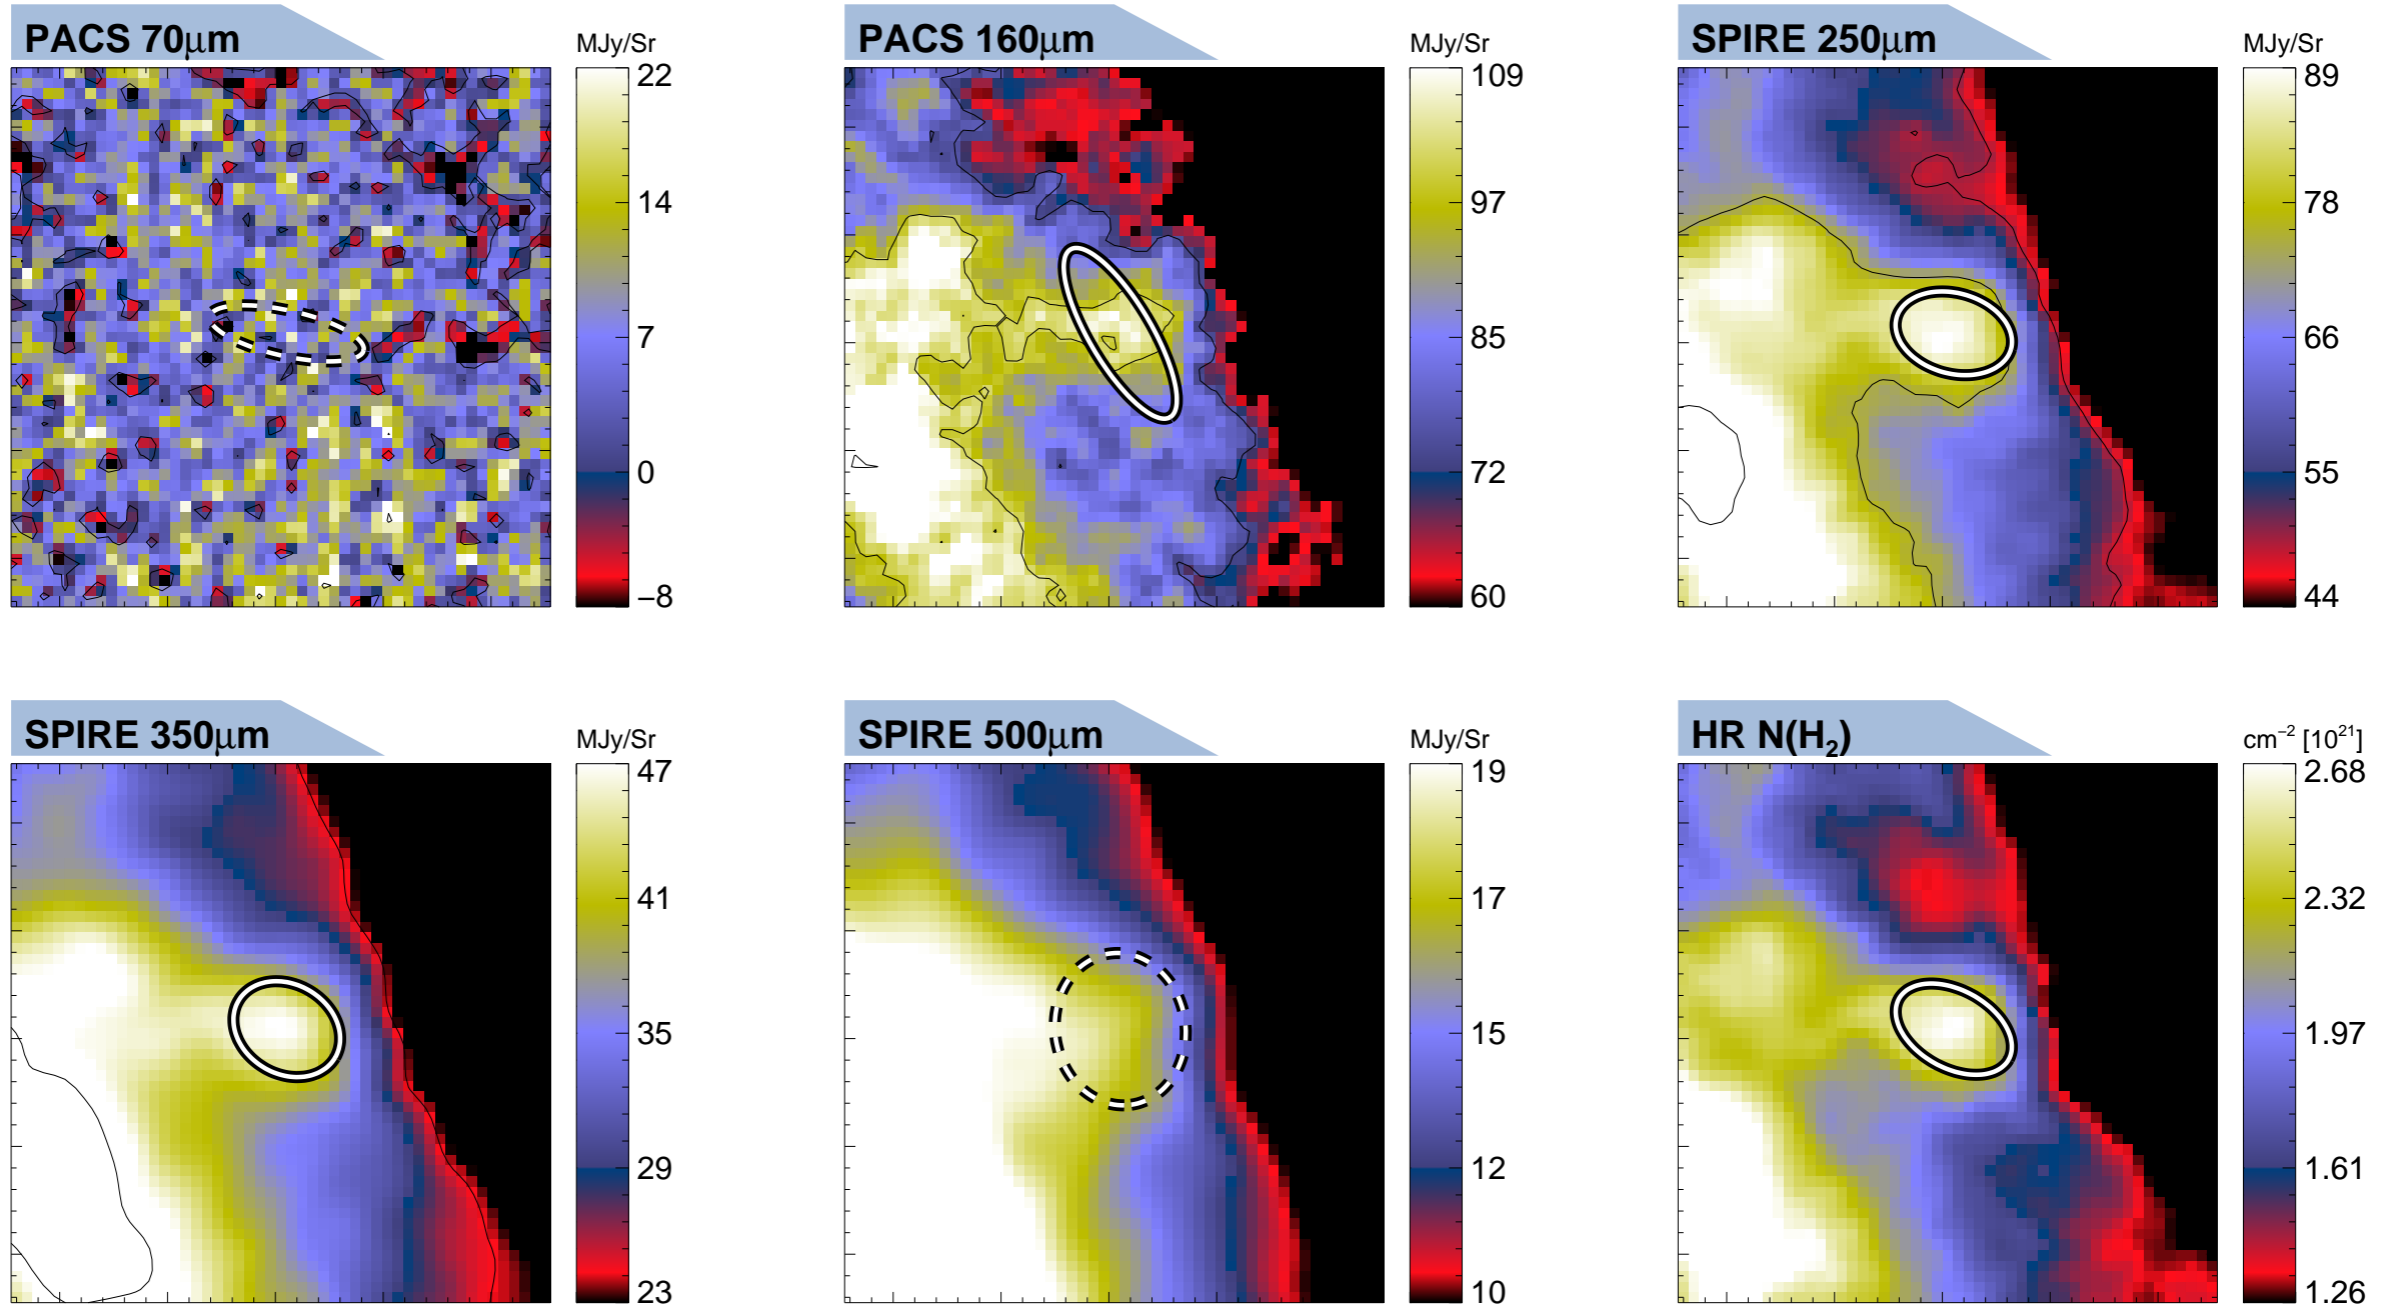 PACS 70μm
MJy/Sr
22
14
7
0
−8
PACS 160μm
MJy/Sr
109
97
85
72
60
SPIRE 250μm
MJy/Sr
89
78
66
55
44
SPIRE 350μm
MJy/Sr
47
41
35
29
23
SPIRE 500μm
MJy/Sr
19
17
15
12
10
HR N(H₂)
cm⁻² [10²¹]
2.68
2.32
1.97
1.61
1.26